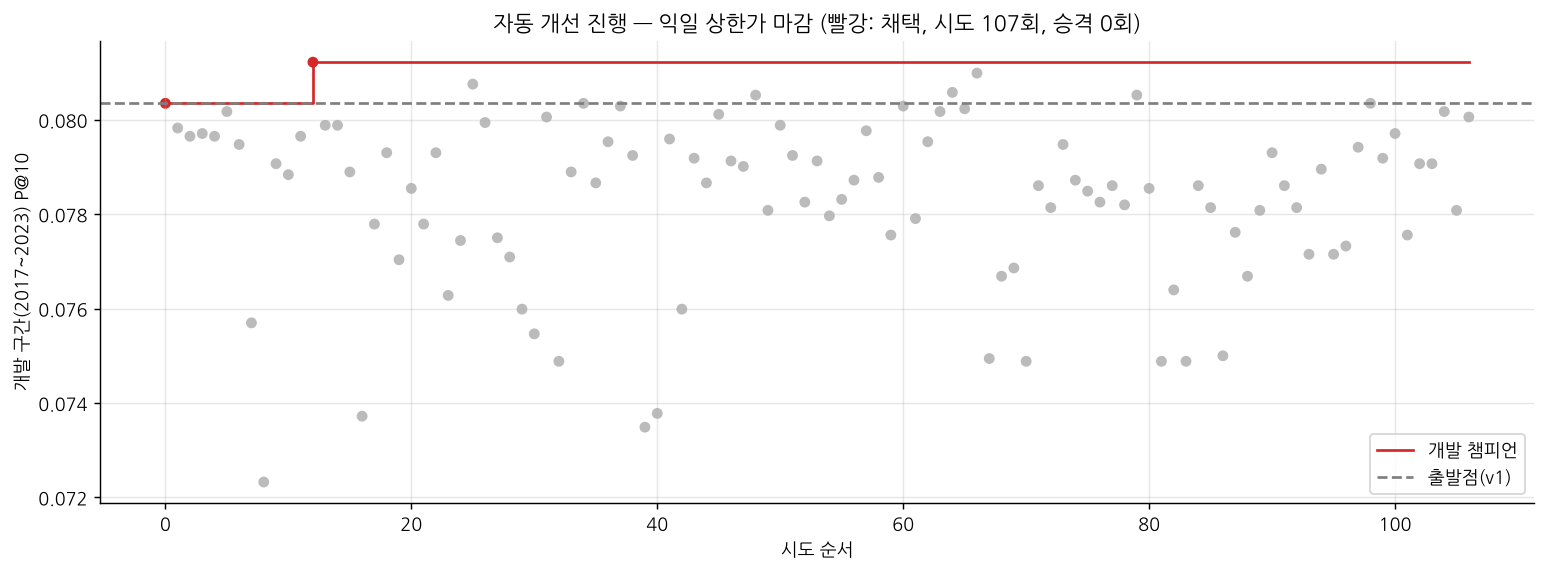 자동 개선 진행 — 익일 상한가 마감 (빨강: 채택, 시도 107회, 승격 0회)
개발 구간(2017~2023) P@10
0.080
0.078
0.076
0.074
0.072
0 20 40 60 80 100
시도 순서
개발 챔피언
출발점(v1)